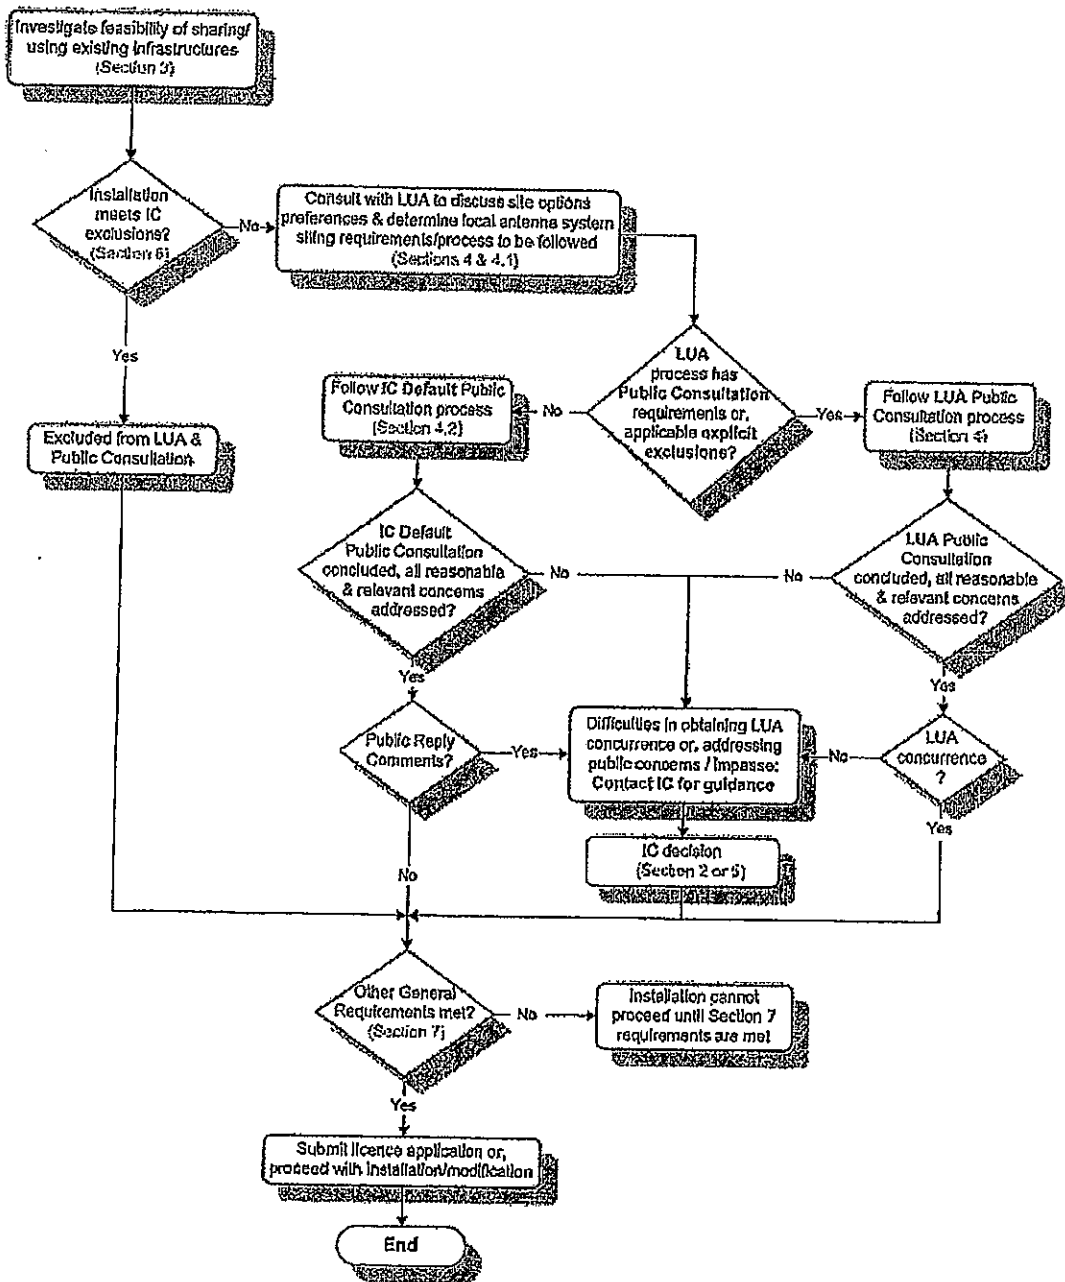 Investigate feasibility of sharing/
using existing infrastructures
(Section 3)
Installation
meets IC
exclusions?
(Section 6)
No
Consult with LUA to discuss site options
preferences & determine local antenna system
siting requirements/process to be followed
(Sections 4 & 4.1)
Yes
LUA
process has
Public Consultation
requirements or,
applicable explicit
exclusions?
No
Follow IC Default Public
Consultation process
(Section 4.2)
Yes
Follow LUA Public
Consultation process
(Section 4)
Excluded from LUA &
Public Consultation
IC Default
Public Consultation
concluded, all reasonable
& relevant concerns
addressed?
No
No
LUA Public
Consultation
concluded, all reasonable
& relevant concerns
addressed?
Yes
Yes
Public Reply
Comments?
Yes
Difficulties in obtaining LUA
concurrence or, addressing
public concerns / Impasse:
Contact IC for guidance
No
LUA
concurrence
?
Yes
IC decision
(Section 2 or 5)
No
Other General
Requirements met?
(Section 7)
No
Installation cannot
proceed until Section 7
requirements are met
Yes
Submit licence application or,
proceed with installation/modification
End